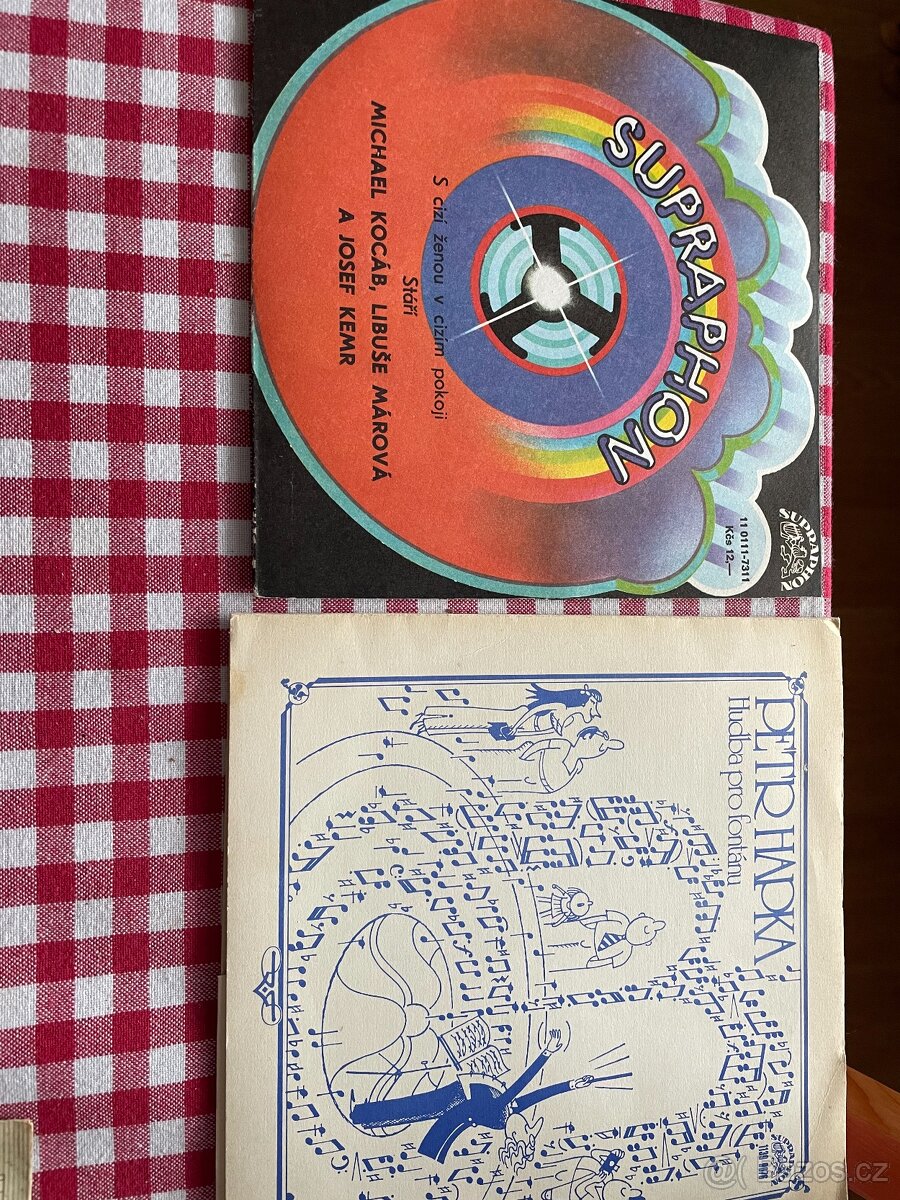 SUPRAPHON
S cizí ženou v cizím pokoji
Stáří
MICHAEL KOCÁB, LIBUŠE MÁROVÁ
A JOSEF KEMR
11 0111-7311
Kčs 12,—
SUPRAPHON
PETR HAPKA
Hudba pro fontánu
SUPRAPHON